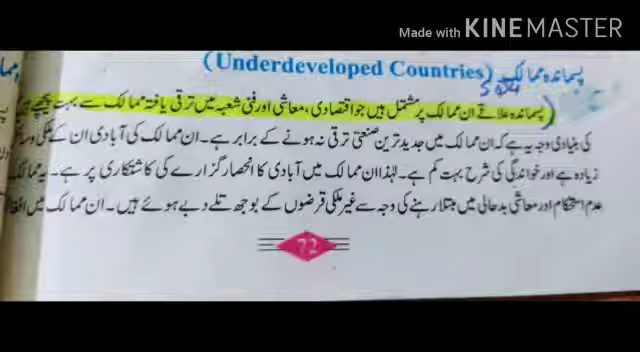 Made with KINEMASTER
پسماندہ ممالک (Underdeveloped Countries)
(پسماندہ علاقے ان ممالک پر مشتمل ہیں جو اقتصادی، معاشی اور فنی شعبہ میں ترقی یافتہ ممالک سے بہت پیچھے ہیں
کی بنیادی وجہ یہ ہے کہ ان ممالک میں جدید ترین صنعتی ترقی نہ ہونے کے برابر ہے۔ ان ممالک کی آبادی ان کے ملکی وسائل
زیادہ ہے اور خواندگی کی شرح بہت کم ہے۔ لہٰذا ان ممالک میں آبادی کا انحصار گزارے کی کاشتکاری پر ہے۔ یہ ممالک
عدم استحکام اور معاشی بدحالی میں مبتلا رہنے کی وجہ سے غیر ملکی قرضوں کے بوجھ تلے دبے ہوئے ہیں۔ ان ممالک میں
72